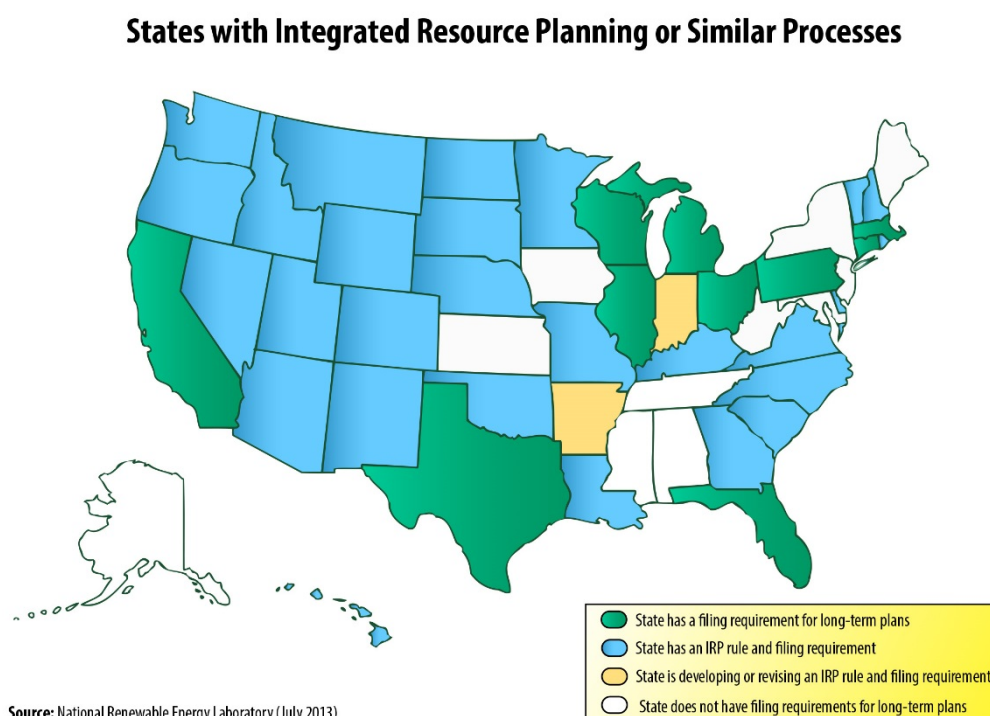 States with Integrated Resource Planning or Similar Processes
State has a filing requirement for long-term plans
State has an IRP rule and filing requirement
State is developing or revising an IRP rule and filing requirement
State does not have filing requirements for long-term plans
Source: National Renewable Energy Laboratory (July 2013)